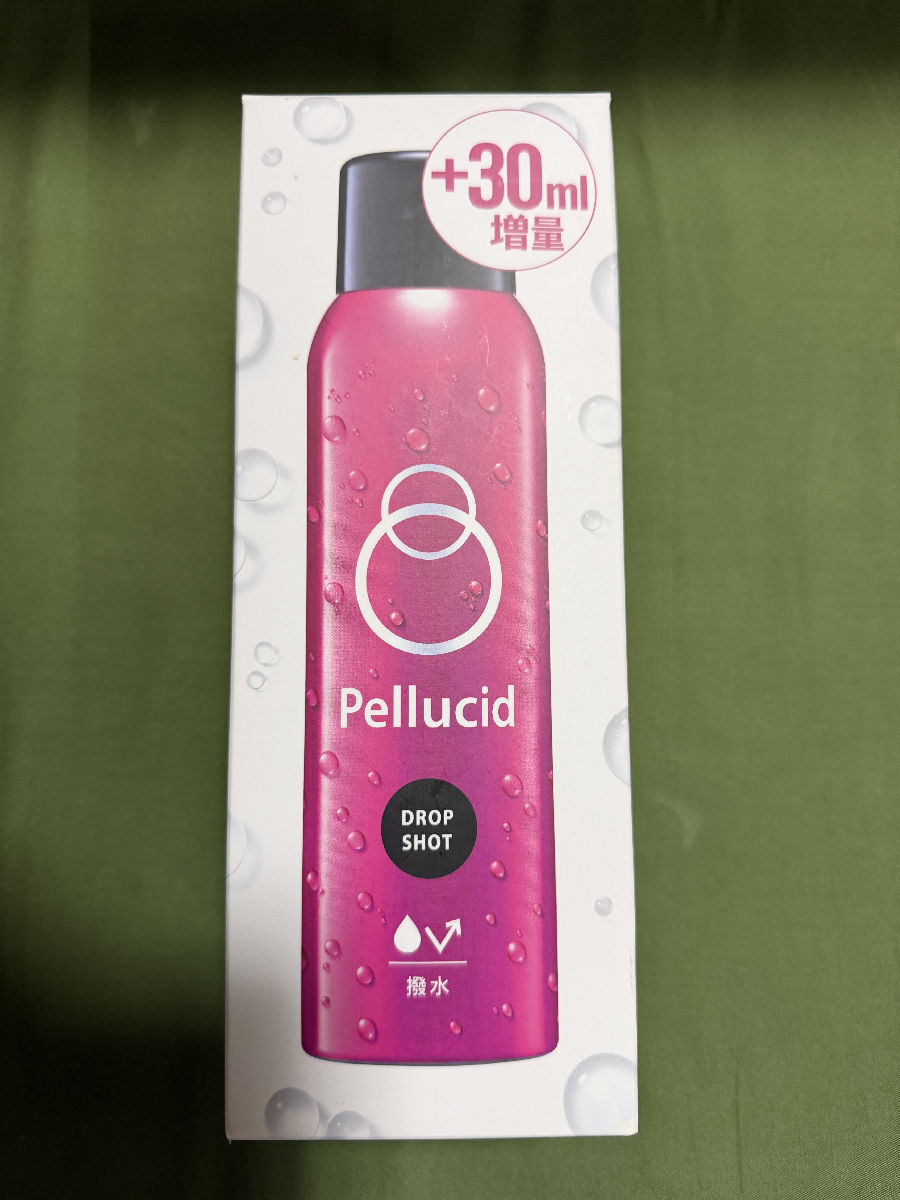 +30ml
増量
Pellucid
DROP
SHOT
撥水